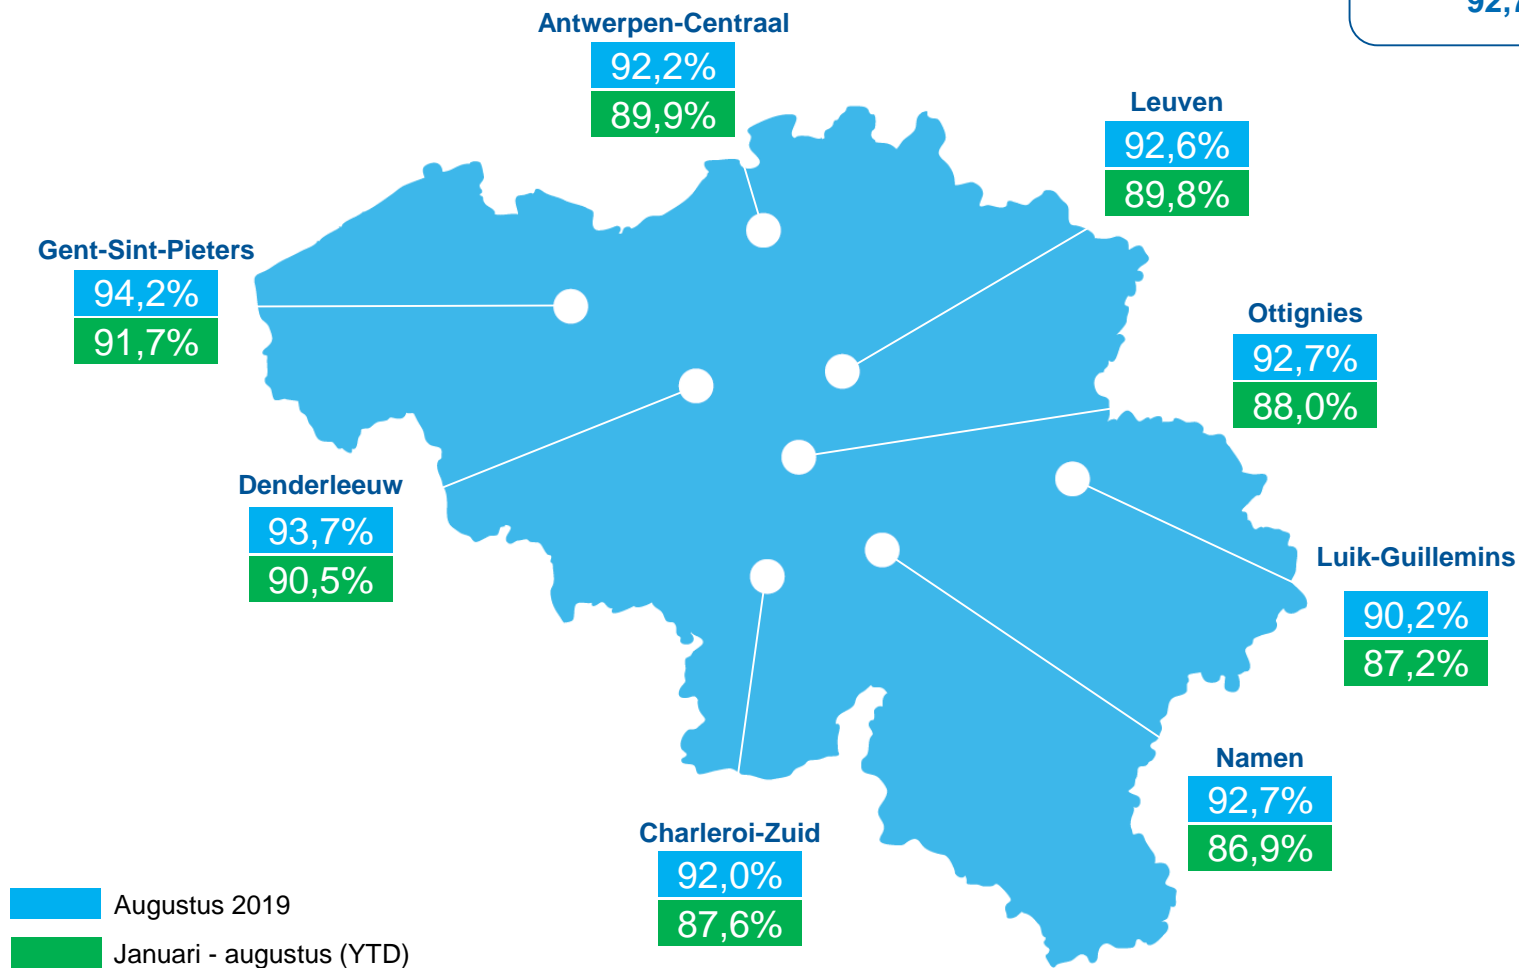 Antwerpen-Centraal
92,2%
89,9%
Leuven
92,6%
89,8%
Gent-Sint-Pieters
94,2%
91,7%
Ottignies
92,7%
88,0%
Denderleeuw
93,7%
90,5%
Luik-Guillemins
90,2%
87,2%
Namen
92,7%
86,9%
Charleroi-Zuid
92,0%
87,6%
Augustus 2019
Januari - augustus (YTD)